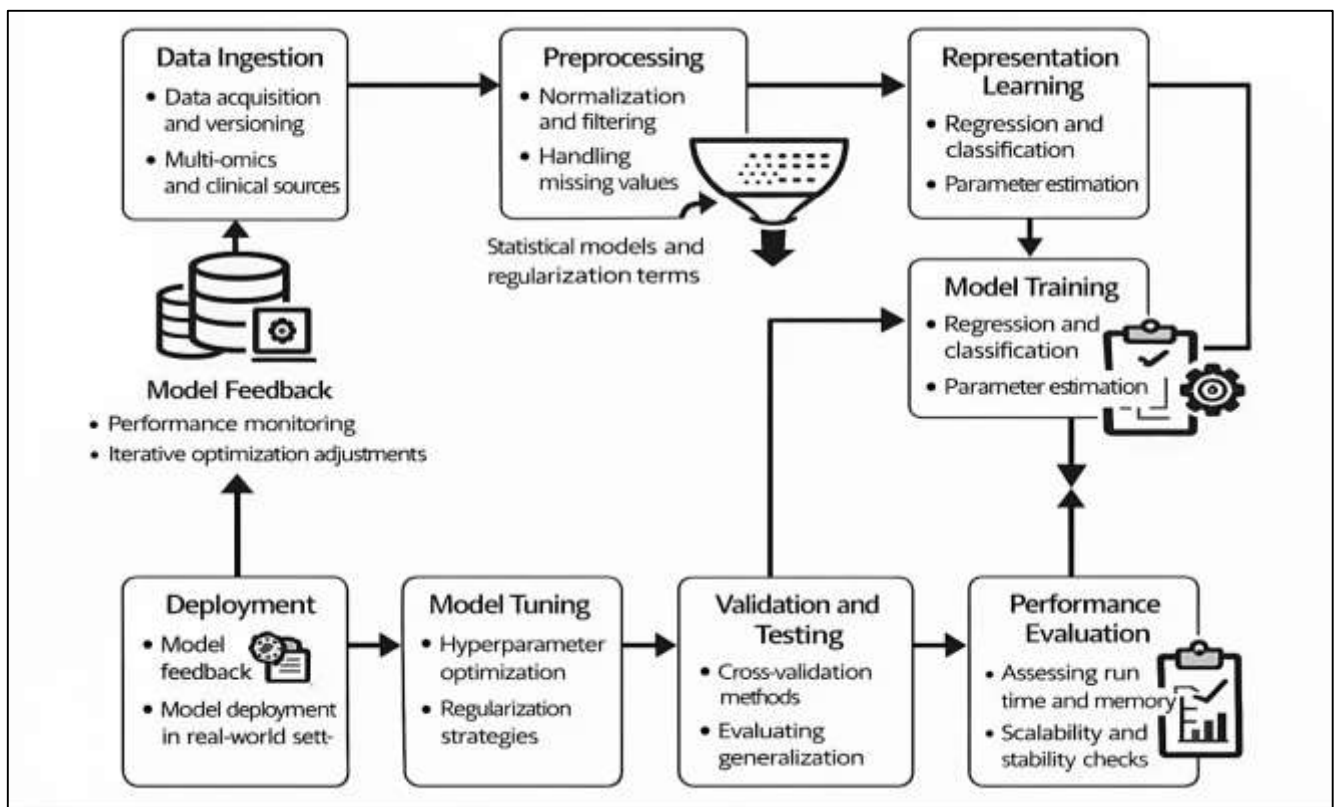 Data Ingestion
• Data acquisition
and versioning
• Multi-omics
and clinical sources
Preprocessing
• Normalization
and filtering
• Handling
missing values
Statistical models and
regularization terms
Representation
Learning
• Regression and
classification
• Parameter estimation
Model Training
• Regression and
classification
• Parameter estimation
Model Feedback
• Performance monitoring
• Iterative optimization adjustments
Deployment
• Model
feedback
• Model deployment
in real-world sett-
Model Tuning
• Hyperparameter
optimization
• Regularization
strategies
Validation and
Testing
• Cross-validation
methods
• Evaluating
generalization
Performance
Evaluation
• Assessing run
time and memory
• Scalability and
stability checks